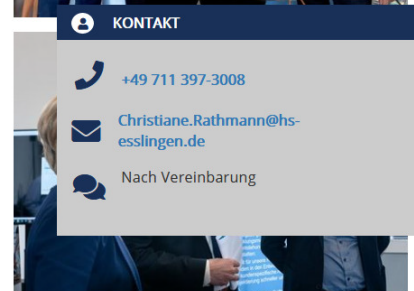 KONTAKT
+49 711 397-3008
Christiane.Rathmann@hs-
esslingen.de
Nach Vereinbarung